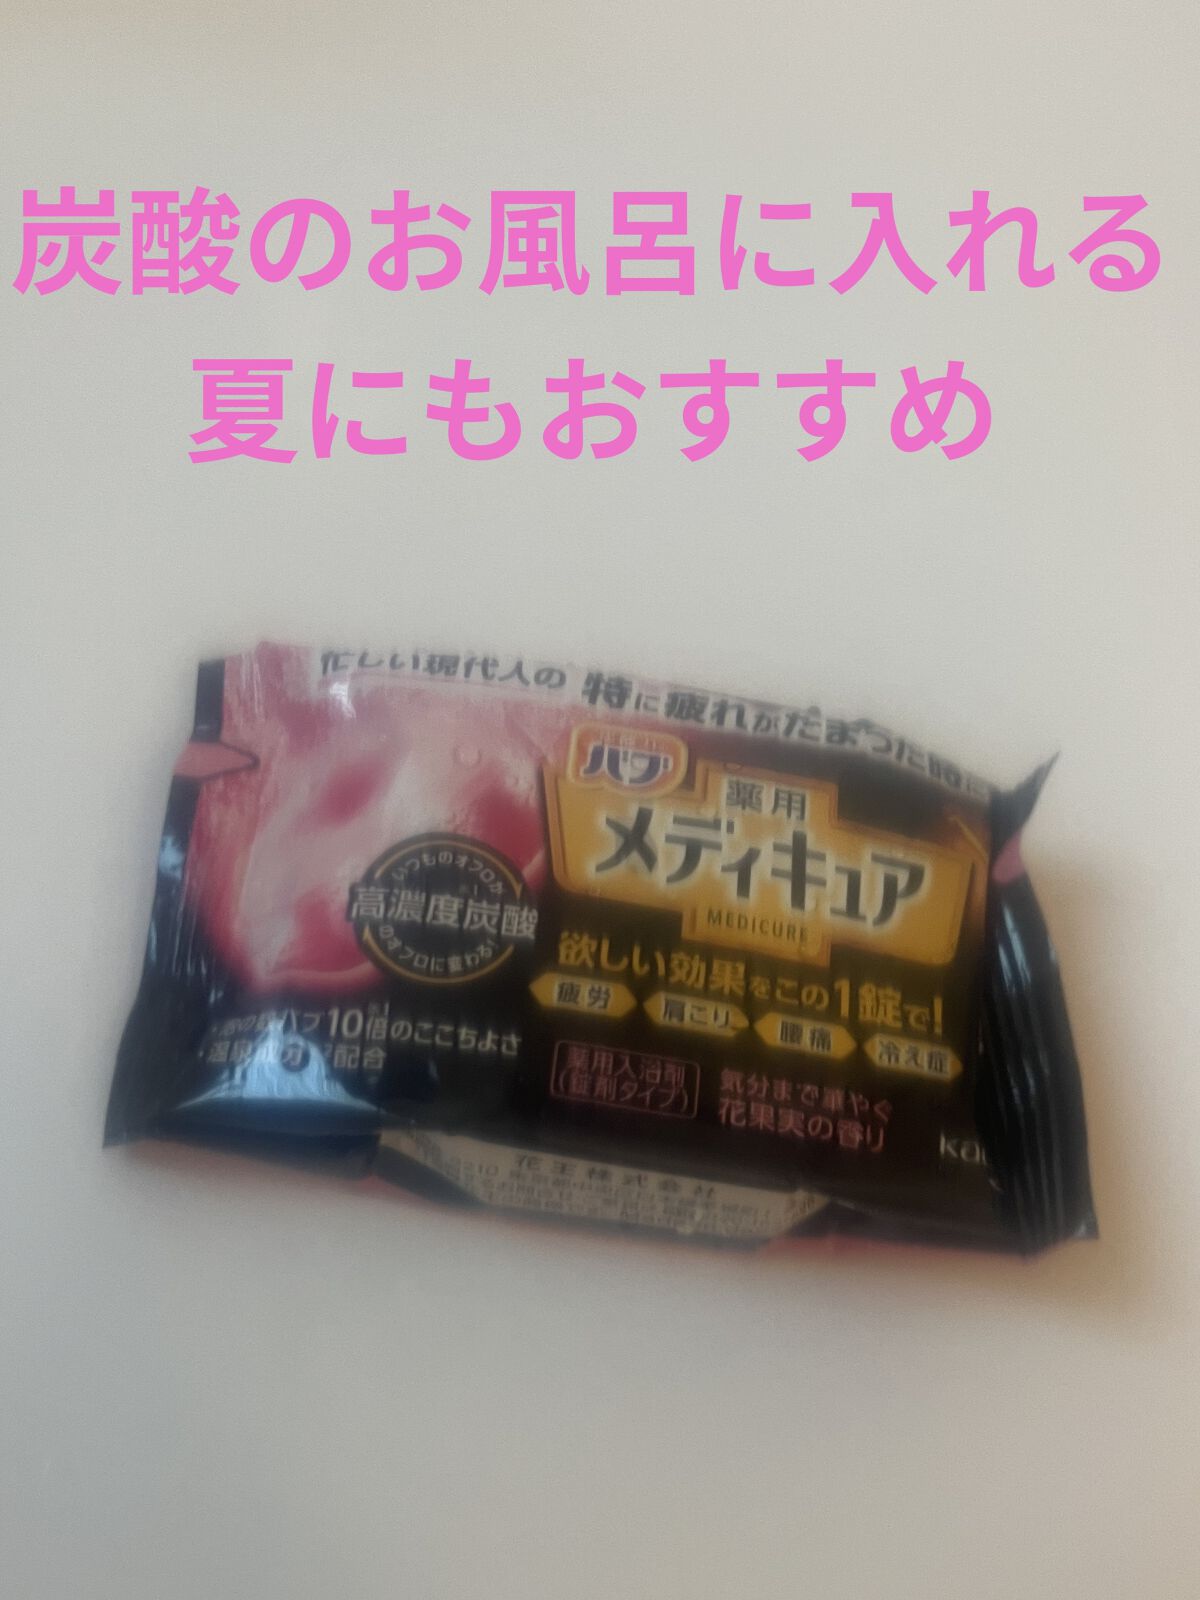 炭酸のお風呂に入れる
夏にもおすすめ
忙しい現代人の 特に疲れがたまった時に
バブ
薬用
メディキュア
MEDICURE
いつものオフロが
高濃度炭酸
のオフロに変わる!
欲しい効果をこの1錠で!
疲労 肩こり 腰痛 冷え症
バブ10倍のここちよさ
配合
薬用入浴剤
(錠剤タイプ)
気分まで華やぐ
花果実の香り
花王株式会社